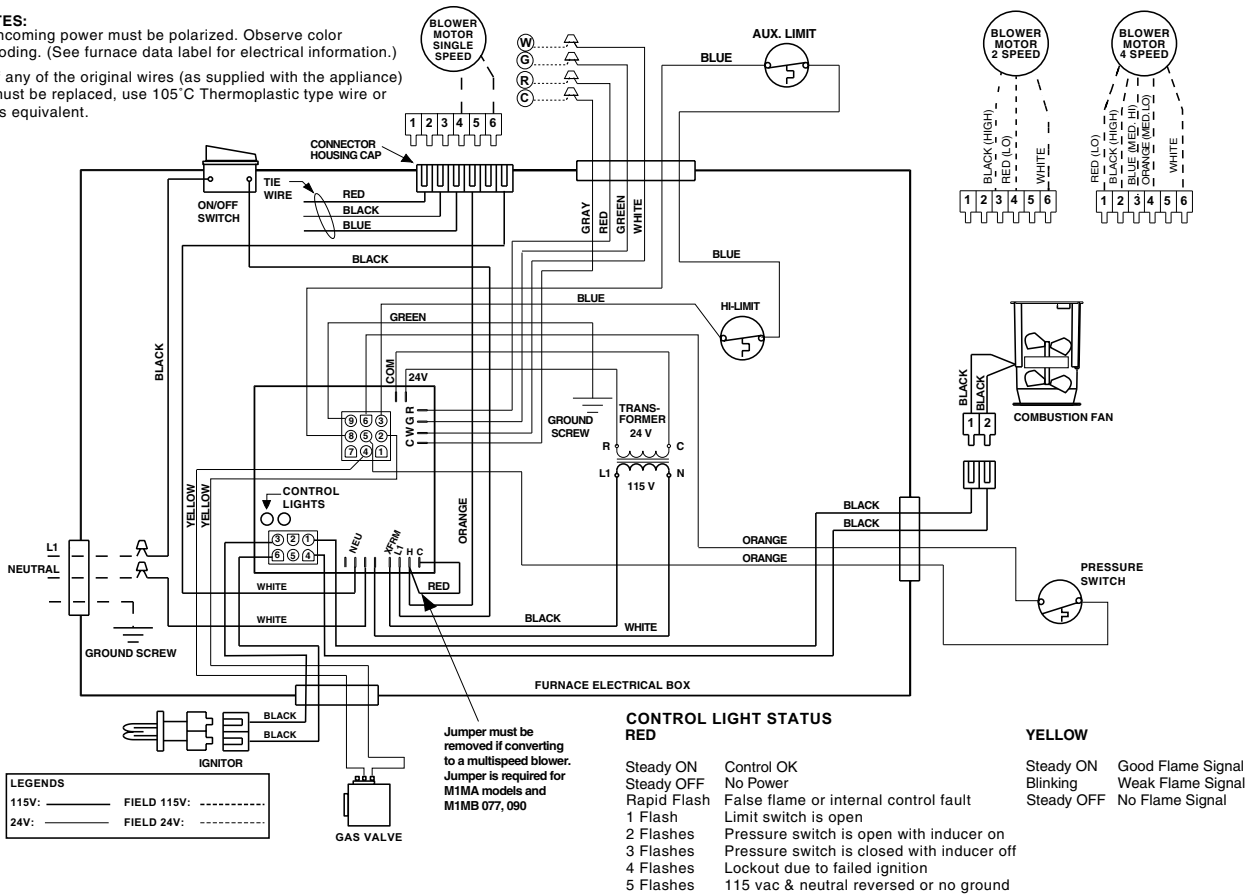 TES:
ncoming power must be polarized. Observe color
oding. (See furnace data label for electrical information.)
any of the original wires (as supplied with the appliance)
ust be replaced, use 105°C Thermoplastic type wire or
s equivalent.
BLOWER
MOTOR
SINGLE
SPEED
1 2 3 4 5 6
W
G
R
C
AUX. LIMIT
BLUE
BLOWER
MOTOR
2 SPEED
BLACK (HIGH)
RED (LO)
WHITE
1 2 3 4 5 6
BLOWER
MOTOR
4 SPEED
RED (LO)
BLACK (HIGH)
BLUE (MED. HI)
ORANGE (MED.LO)
WHITE
1 2 3 4 5 6
CONNECTOR
HOUSING CAP
ON/OFF
SWITCH
TIE
WIRE
RED
BLACK
BLUE
BLACK
GRAY
RED
GREEN
WHITE
BLUE
BLUE
HI-LIMIT
GREEN
BLACK
COM
24V
9 6 3
8 5 2
7 4 1
C W G R
GROUND
SCREW
TRANS-
FORMER
24 V
R C
L1 N
115 V
COMBUSTION FAN
BLACK
BLACK
1 2
BLACK
BLACK
YELLOW
YELLOW
CONTROL
LIGHTS
ORANGE
3 2 1
6 5 4
NEU
XFRM
L1
H
C
RED
L1
NEUTRAL
GROUND SCREW
WHITE
WHITE
BLACK
WHITE
ORANGE
ORANGE
PRESSURE
SWITCH
FURNACE ELECTRICAL BOX
BLACK
BLACK
IGNITOR
GAS VALVE
Jumper must be
removed if converting
to a multispeed blower.
Jumper is required for
M1MA models and
M1MB 077, 090
LEGENDS
115V: FIELD 115V:
24V: FIELD 24V:
CONTROL LIGHT STATUS
RED
Steady ON Control OK
Steady OFF No Power
Rapid Flash False flame or internal control fault
1 Flash Limit switch is open
2 Flashes Pressure switch is open with inducer on
3 Flashes Pressure switch is closed with inducer off
4 Flashes Lockout due to failed ignition
5 Flashes 115 vac & neutral reversed or no ground
YELLOW
Steady ON Good Flame Signal
Blinking Weak Flame Signal
Steady OFF No Flame Signal